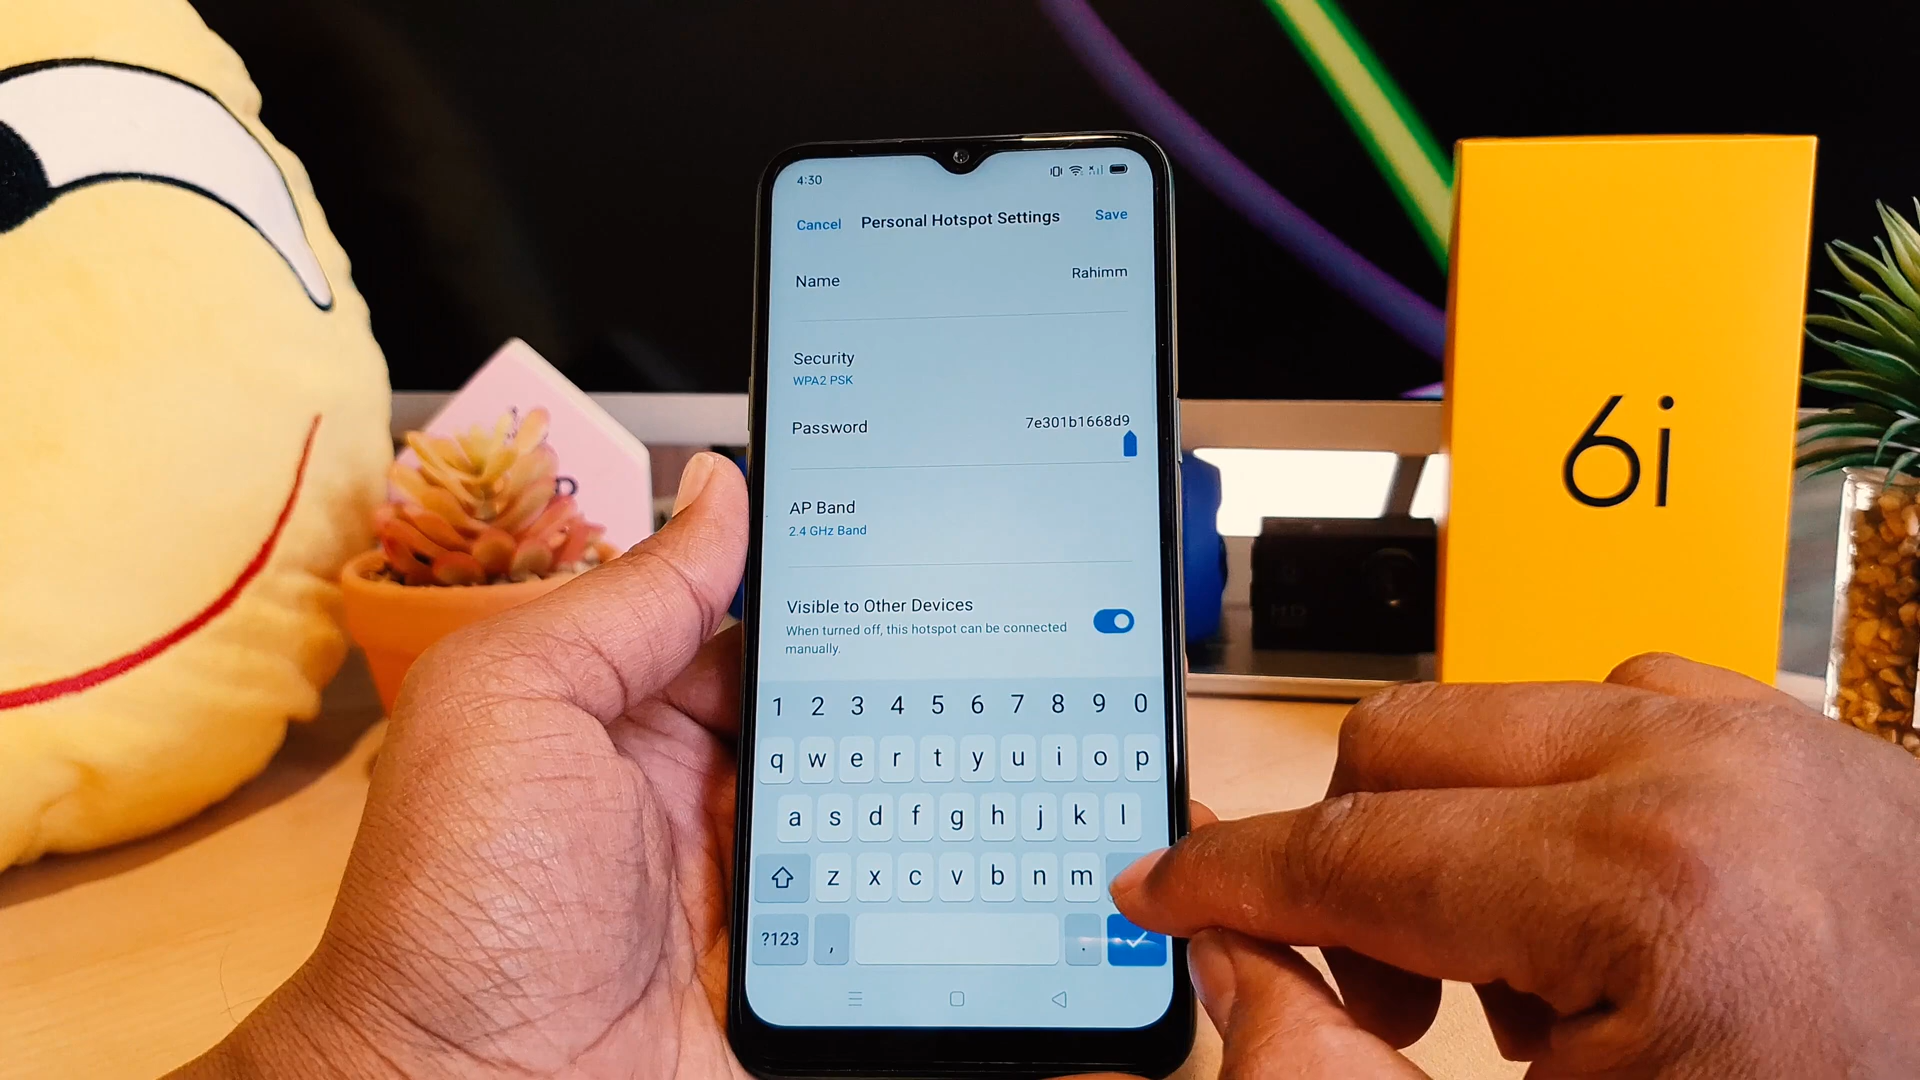 4:30
Cancel Personal Hotspot Settings Save
Name Rahimm
Security
WPA2 PSK
Password 7e301b1668d9
AP Band
2.4 GHz Band
Visible to Other Devices
When turned off, this hotspot can be connected
manually.
1 2 3 4 5 6 7 8 9 0
q w e r t y u i o p
a s d f g h j k l
z x c v b n m
?123 , .
6i
HD